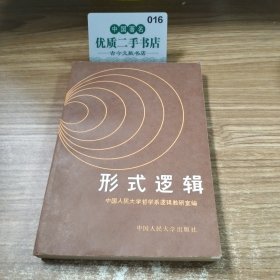 016
优质二手书店
形式逻辑
中国人民大学哲学系逻辑教研室编
中国人民大学出版社